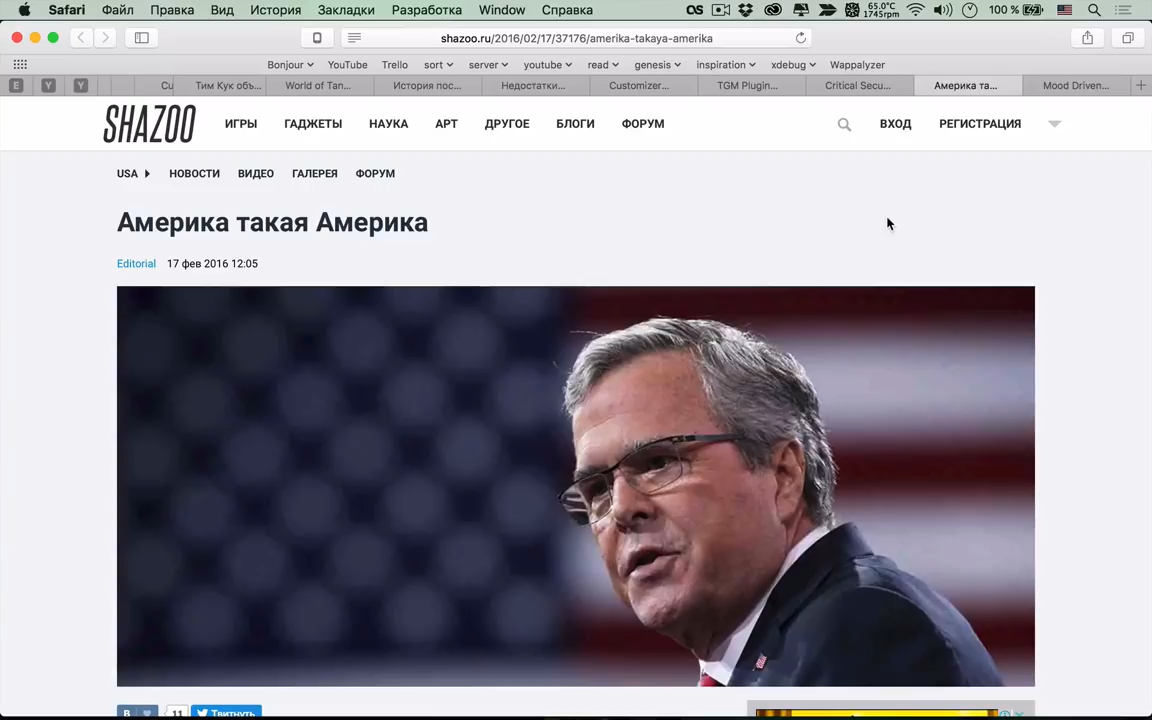 Safari Файл Правка Вид История Закладки Разработка Window Справка 65.0°C 1745rpm 100 %
shazoo.ru/2016/02/17/37176/amerika-takaya-amerika
Bonjour YouTube Trello sort server youtube read genesis inspiration xdebug Wappalyzer
E Y Y Cu Тим Кук объ... World of Tan... История пос... Недостатки... Customizer... TGM Plugin... Critical Secu... Америка та... Mood Driven...
SHAZOO ИГРЫ ГАДЖЕТЫ НАУКА АРТ ДРУГОЕ БЛОГИ ФОРУМ ВХОД РЕГИСТРАЦИЯ
USA НОВОСТИ ВИДЕО ГАЛЕРЕЯ ФОРУМ
Америка такая Америка
Editorial 17 фев 2016 12:05
B 11 Твитнуть